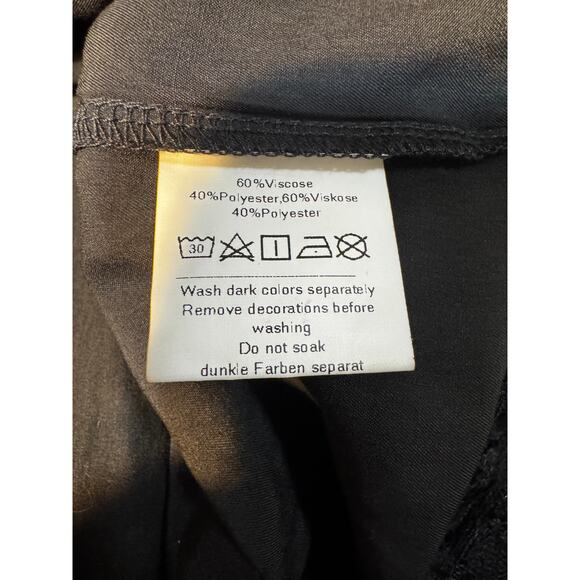 60%Viscose
40%Polyester,60%Viskose
40%Polyester
30
Wash dark colors separately
Remove decorations before
washing
Do not soak
dunkle Farben separat